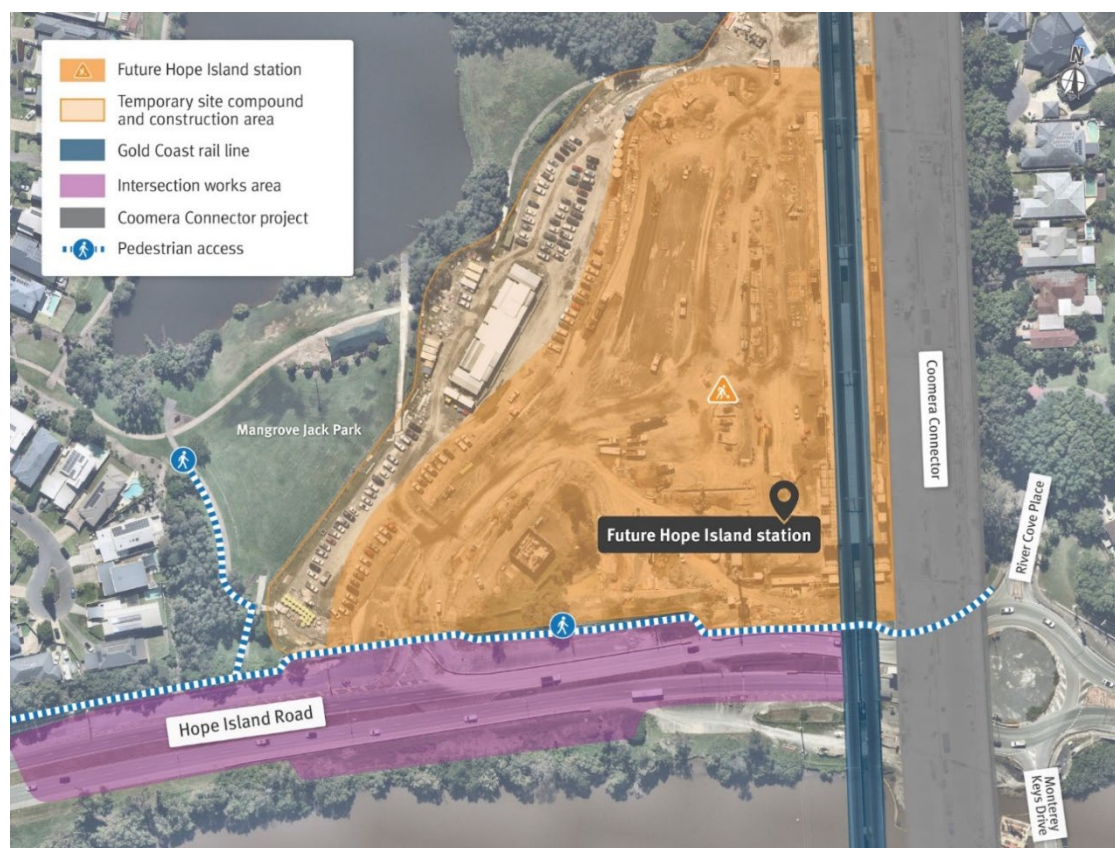 Future Hope Island station
Temporary site compound
and construction area
Gold Coast rail line
Intersection works area
Coomera Connector project
Pedestrian access
N
Mangrove Jack Park
Coomera Connector
Future Hope Island station
River Cove Place
Hope Island Road
Monterey
Keys Drive